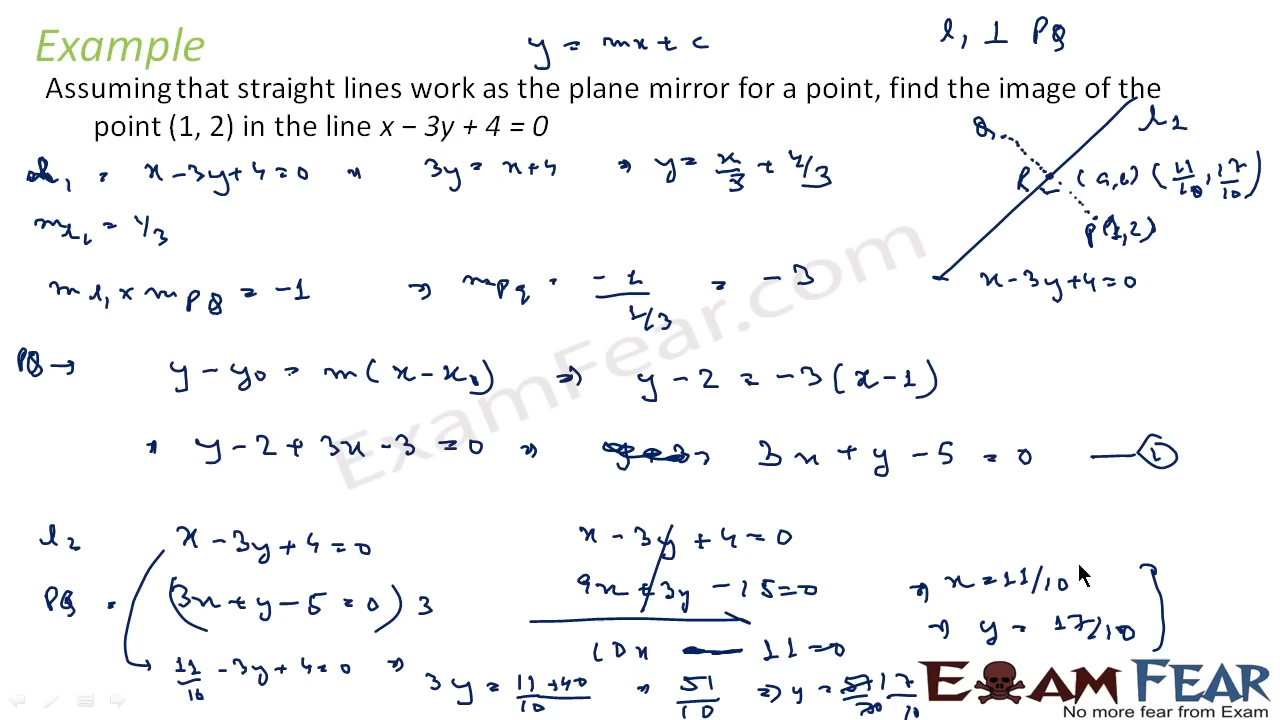 Example
y = mx + c
l₁ ⊥ PQ
Assuming that straight lines work as the plane mirror for a point, find the image of the
point (1, 2) in the line x − 3y + 4 = 0
l₁ = x − 3y + 4 = 0 ⇒ 3y = x + 4 ⇒ y = x/3 + 4/3
m l₁ = 1/3
m l₁ × m PQ = −1 ⇒ m PQ = −1/(1/3) = −3
Q
l₁
R (a,b) (11/10, 17/10)
P(1,2)
x − 3y + 4 = 0
PQ → y − y₀ = m(x − x₀) ⇒ y − 2 = −3(x − 1)
⇒ y − 2 + 3x − 3 = 0 ⇒ 3x + y − 5 = 0 — 1
l₂ x − 3y + 4 = 0
PQ = (3x + y − 5 = 0) 3
11/10 − 3y + 4 = 0 ⇒ 3y = (11 + 40)/10 ⇒ 51/10 ⇒ y = 51/30 17/10
x − 3y + 4 = 0
9x + 3y − 15 = 0
10x — 11 = 0
⇒ x = 11/10
⇒ y = 17/10
ExamFear.com
EXAM FEAR
No more fear from Exam